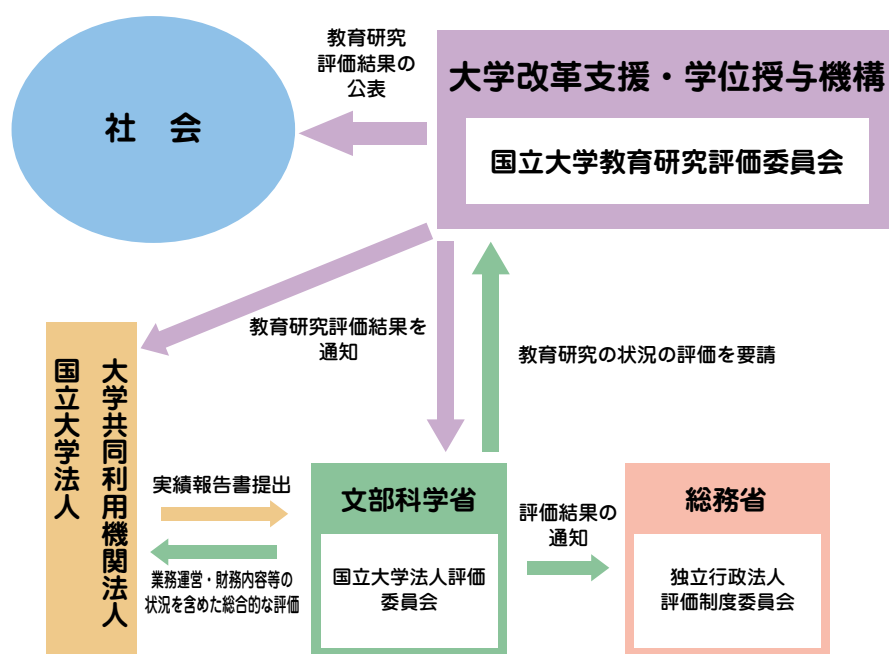 教育研究
評価結果の
公表
社　会
大学改革支援・学位授与機構
国立大学教育研究評価委員会
教育研究評価結果を
通知
教育研究の状況の評価を要請
大学共同利用機関法人
国立大学法人
実績報告書提出
業務運営・財務内容等の
状況を含めた総合的な評価
文部科学省
国立大学法人評価
委員会
評価結果の
通知
総務省
独立行政法人
評価制度委員会